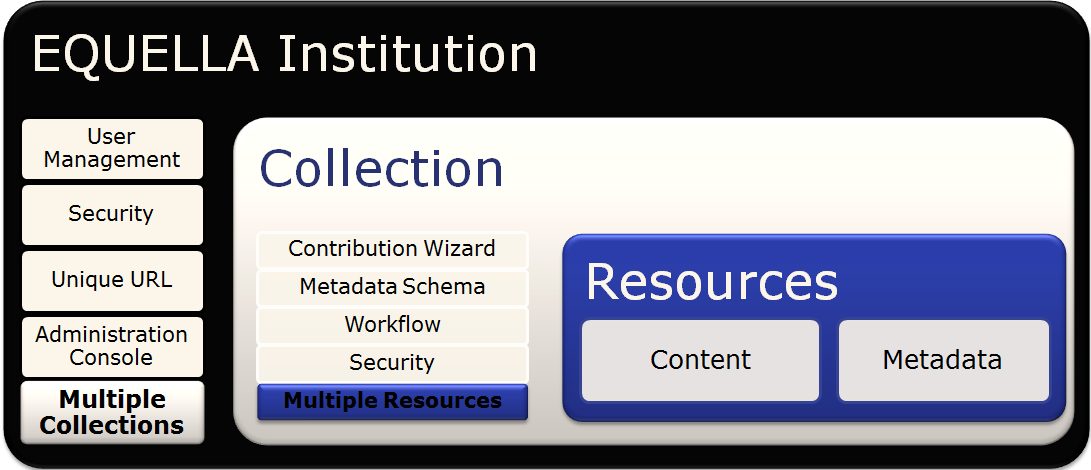 EQUELLA Institution
User
Management
Security
Unique URL
Administration
Console
Multiple
Collections
Collection
Contribution Wizard
Metadata Schema
Workflow
Security
Multiple Resources
Resources
Content
Metadata